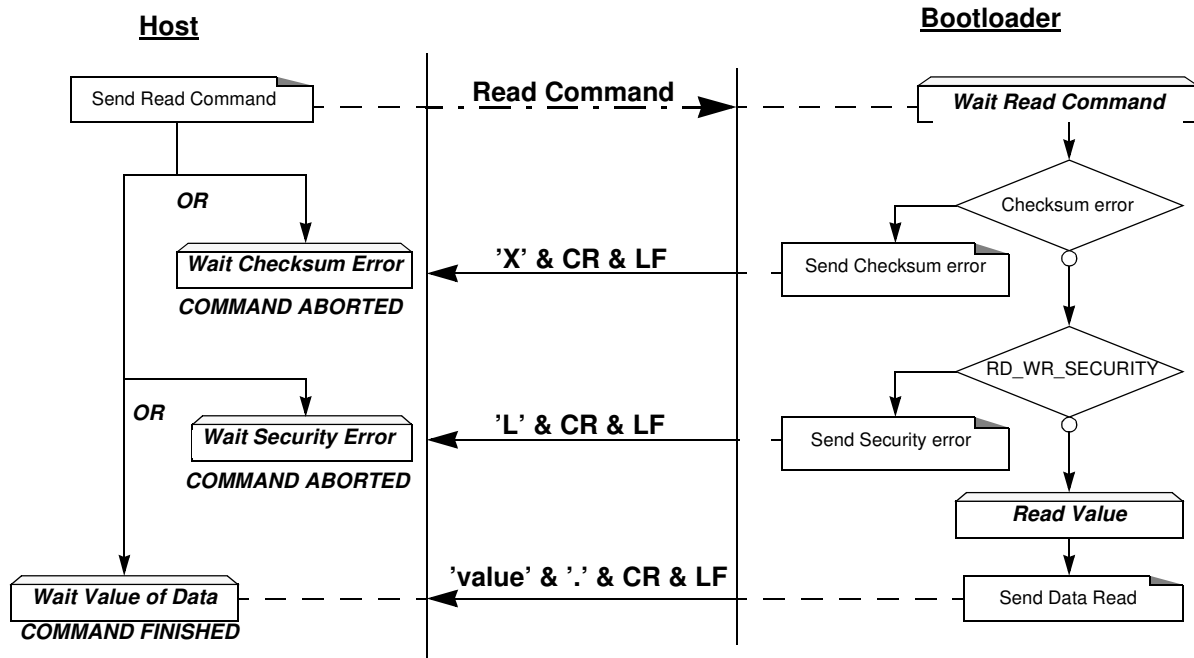 Host
Bootloader
Send Read Command
Read Command
Wait Read Command
OR
Checksum error
Wait Checksum Error
’X’ & CR & LF
Send Checksum error
COMMAND ABORTED
RD_WR_SECURITY
OR
Wait Security Error
’L’ & CR & LF
Send Security error
COMMAND ABORTED
Read Value
’value’ & ’.’ & CR & LF
Wait Value of Data
Send Data Read
COMMAND FINISHED